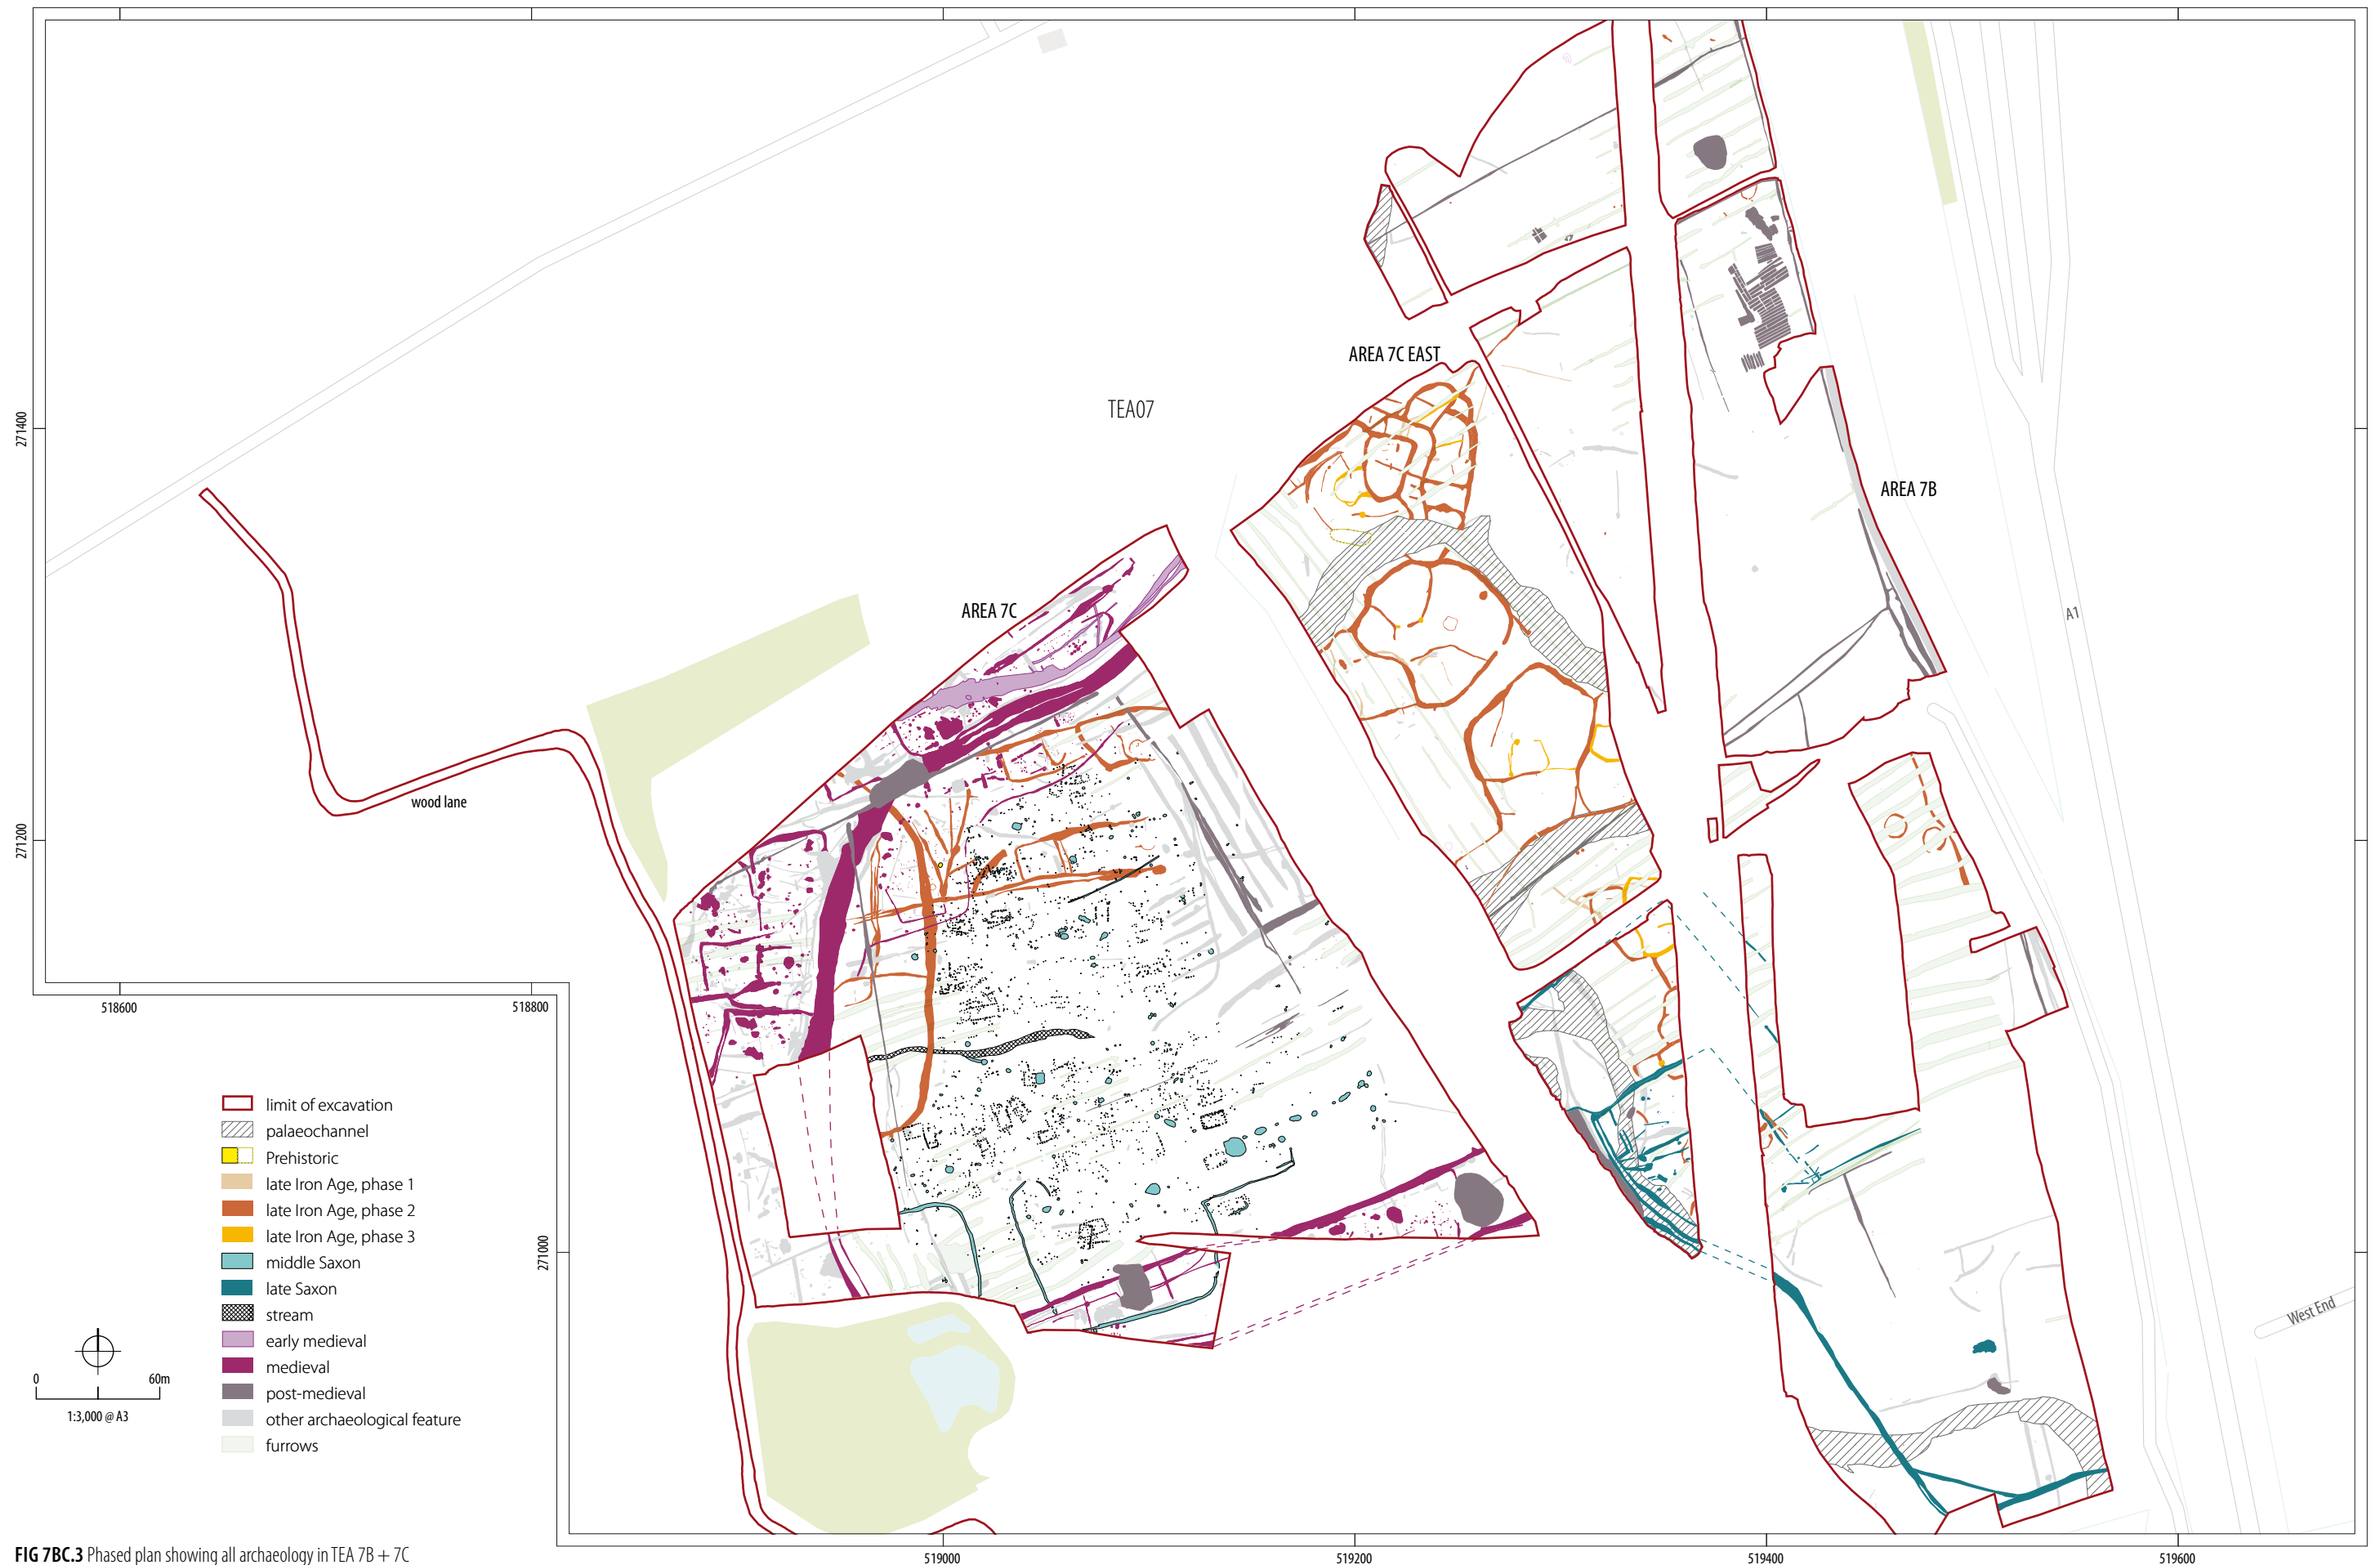 AREA 7C EAST
TEA07
271400
AREA 7B
AREA 7C
A1
wood lane
271200
518600
518800
limit of excavation
palaeochannel
Prehistoric
late Iron Age, phase 1
late Iron Age, phase 2
late Iron Age, phase 3
middle Saxon
late Saxon
stream
early medieval
medieval
post-medieval
other archaeological feature
furrows
271000
West End
0 60m
1:3,000 @ A3
FIG 7BC.3 Phased plan showing all archaeology in TEA 7B + 7C
519000
519200
519400
519600